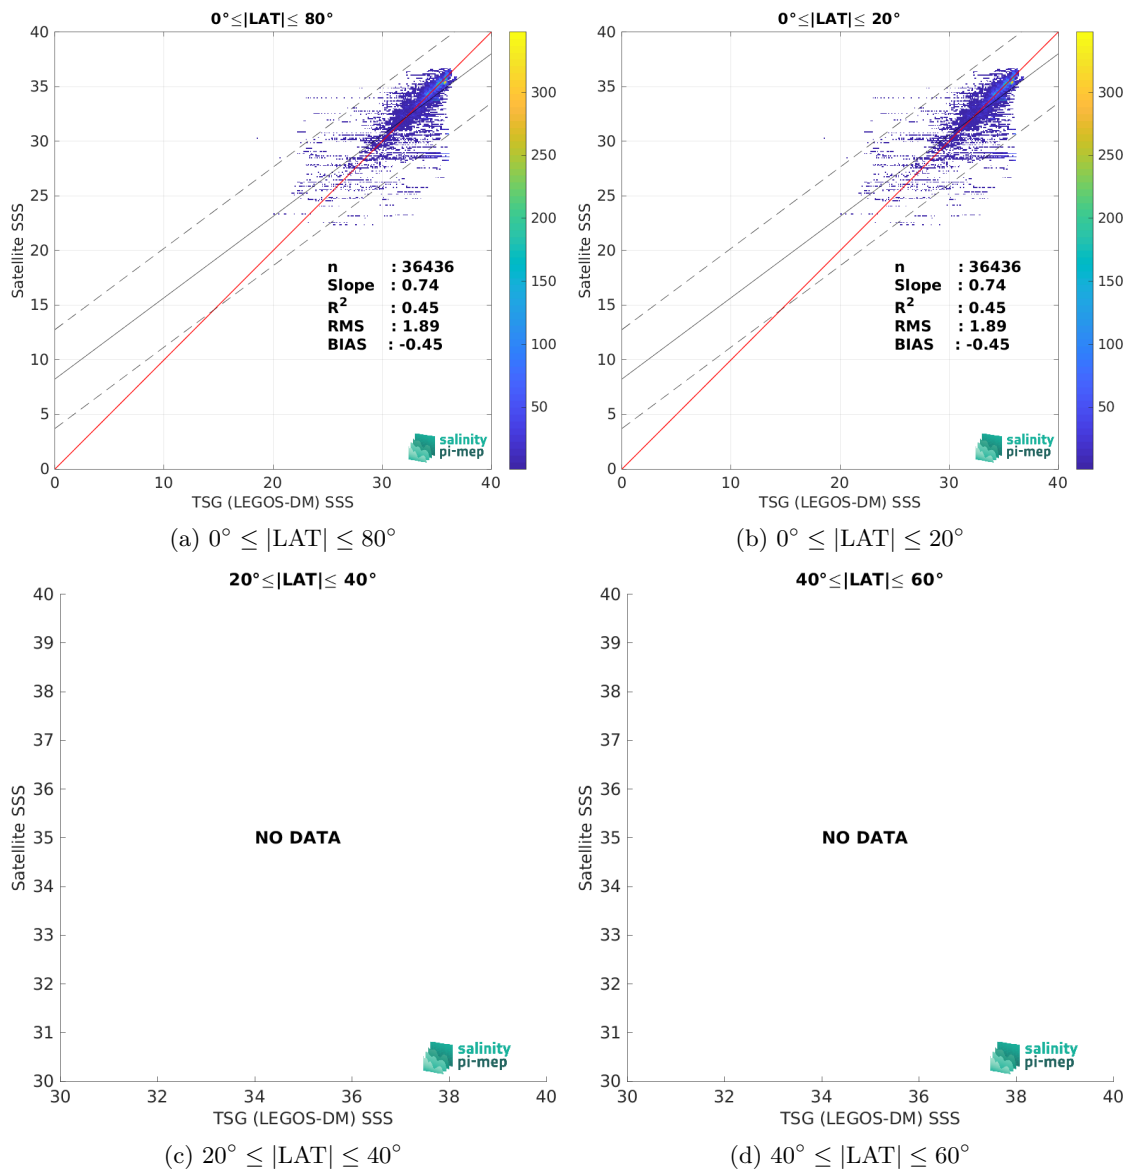 0°≤|LAT|≤ 80°
40
35
30
25
20
15
10
5
0
Satellite SSS
0
10
20
30
40
TSG (LEGOS-DM) SSS
300
250
200
150
100
50
n : 36436
Slope : 0.74
R² : 0.45
RMS : 1.89
BIAS : -0.45
salinity
pi-mep
(a) 0° ≤ |LAT| ≤ 80°
0°≤|LAT|≤ 20°
40
35
30
25
20
15
10
5
0
Satellite SSS
0
10
20
30
40
TSG (LEGOS-DM) SSS
300
250
200
150
100
50
n : 36436
Slope : 0.74
R² : 0.45
RMS : 1.89
BIAS : -0.45
salinity
pi-mep
(b) 0° ≤ |LAT| ≤ 20°
20°≤|LAT|≤ 40°
40
39
38
37
36
35
34
33
32
31
30
Satellite SSS
NO DATA
salinity
pi-mep
30
32
34
36
38
40
TSG (LEGOS-DM) SSS
(c) 20° ≤ |LAT| ≤ 40°
40°≤|LAT|≤ 60°
40
39
38
37
36
35
34
33
32
31
30
Satellite SSS
NO DATA
salinity
pi-mep
30
32
34
36
38
40
TSG (LEGOS-DM) SSS
(d) 40° ≤ |LAT| ≤ 60°